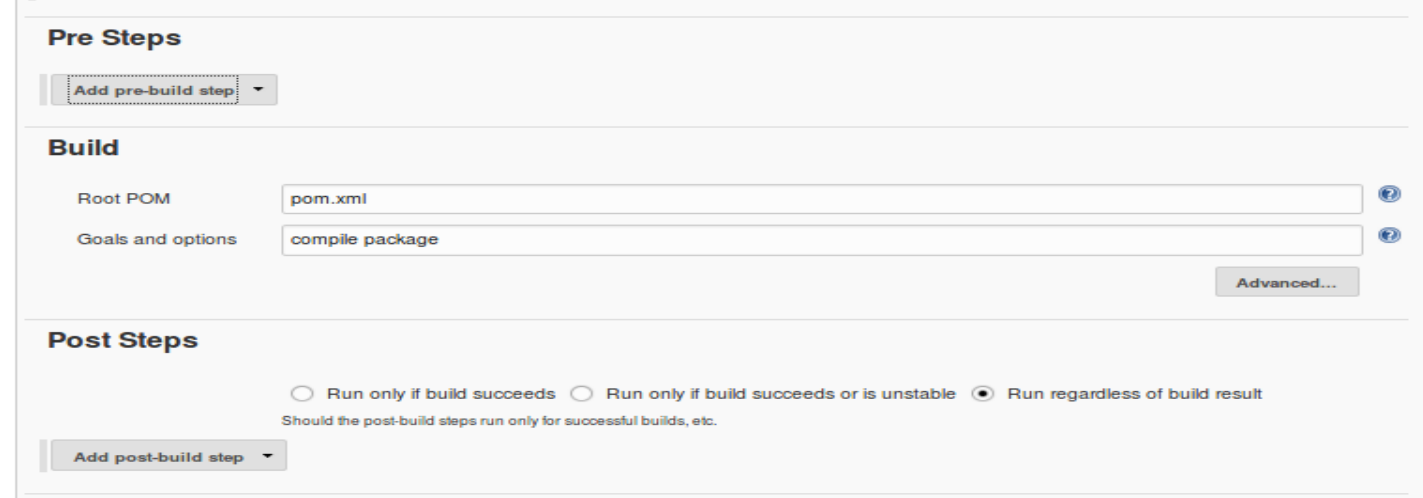 Pre Steps
Add pre-build step
Build
Root POM pom.xml
Goals and options compile package
Advanced...
Post Steps
Run only if build succeeds Run only if build succeeds or is unstable Run regardless of build result
Should the post-build steps run only for successful builds, etc.
Add post-build step